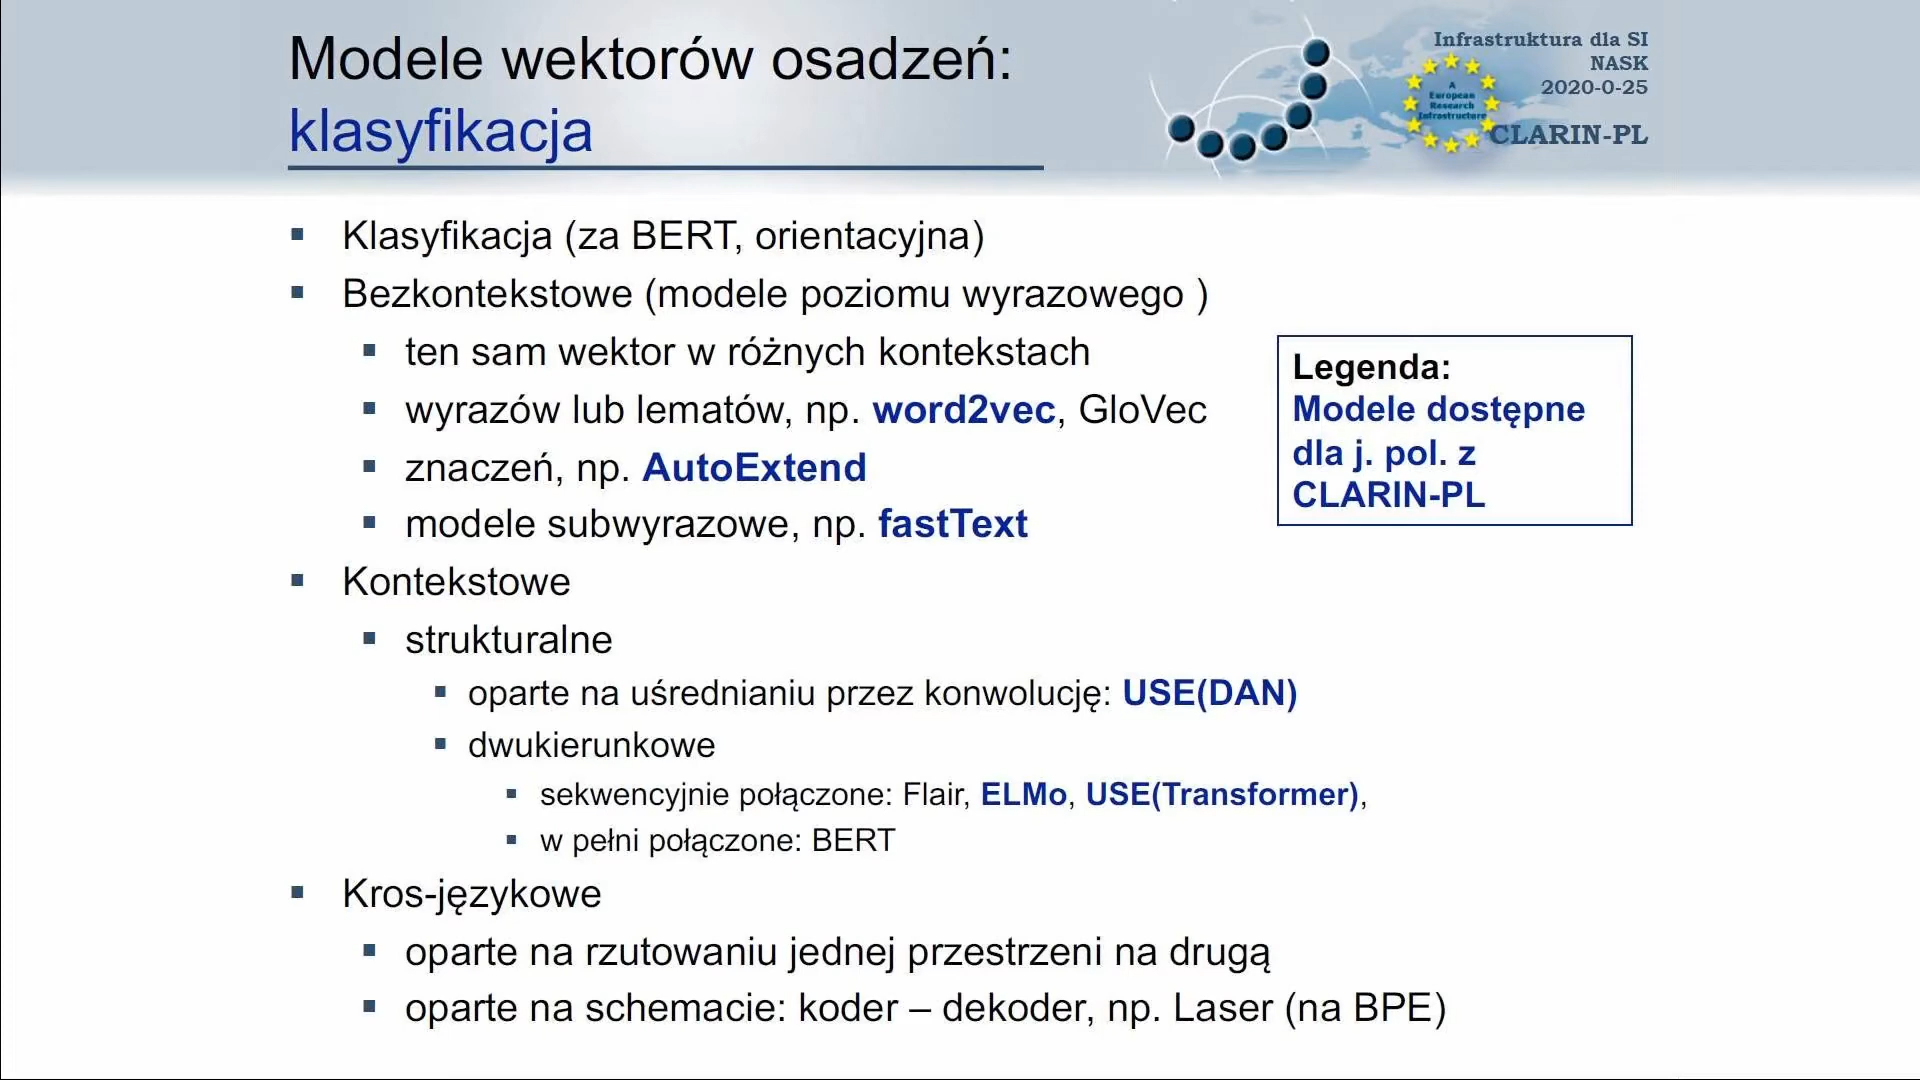 Modele wektorów osadzeń:
klasyfikacja
Infrastruktura dla SI
NASK
2020-0-25
A
European
Research
Infrastructure
CLARIN-PL
Klasyfikacja (za BERT, orientacyjna)
Bezkontekstowe (modele poziomu wyrazowego )
ten sam wektor w różnych kontekstach
wyrazów lub lematów, np. word2vec, GloVec
znaczeń, np. AutoExtend
modele subwyrazowe, np. fastText
Legenda:
Modele dostępne
dla j. pol. z
CLARIN-PL
Kontekstowe
strukturalne
oparte na uśrednianiu przez konwolucję: USE(DAN)
dwukierunkowe
sekwencyjnie połączone: Flair, ELMo, USE(Transformer),
w pełni połączone: BERT
Kros-językowe
oparte na rzutowaniu jednej przestrzeni na drugą
oparte na schemacie: koder – dekoder, np. Laser (na BPE)